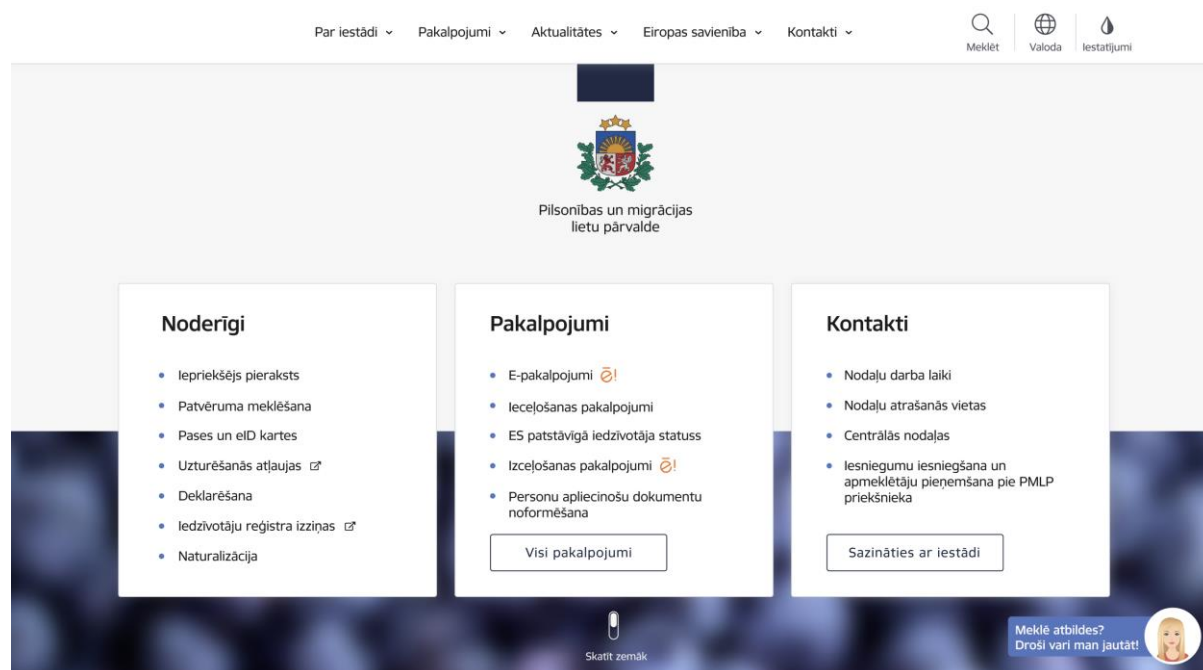 Par iestādi
Pakalpojumi
Aktualitātes
Eiropas savienība
Kontakti
Meklēt
Valoda
Iestatījumi
Pilsonības un migrācijas
lietu pārvalde
Noderīgi
Iepriekšējs pieraksts
Patvēruma meklēšana
Pases un eID kartes
Uzturēšanās atļaujas
Deklarēšana
Iedzīvotāju reģistra izziņas
Naturalizācija
Pakalpojumi
E-pakalpojumi ē!
Ieceļošanas pakalpojumi
ES patstāvīgā iedzīvotāja statuss
Izceļošanas pakalpojumi ē!
Personu apliecinošu dokumentu
noformēšana
Visi pakalpojumi
Kontakti
Nodaļu darba laiki
Nodaļu atrašanās vietas
Centrālās nodaļas
Iesniegumu iesniegšana un
apmeklētāju pieņemšana pie PMLP
priekšnieka
Sazināties ar iestādi
Skatīt zemāk
Meklē atbildes?
Droši vari man jautāt!